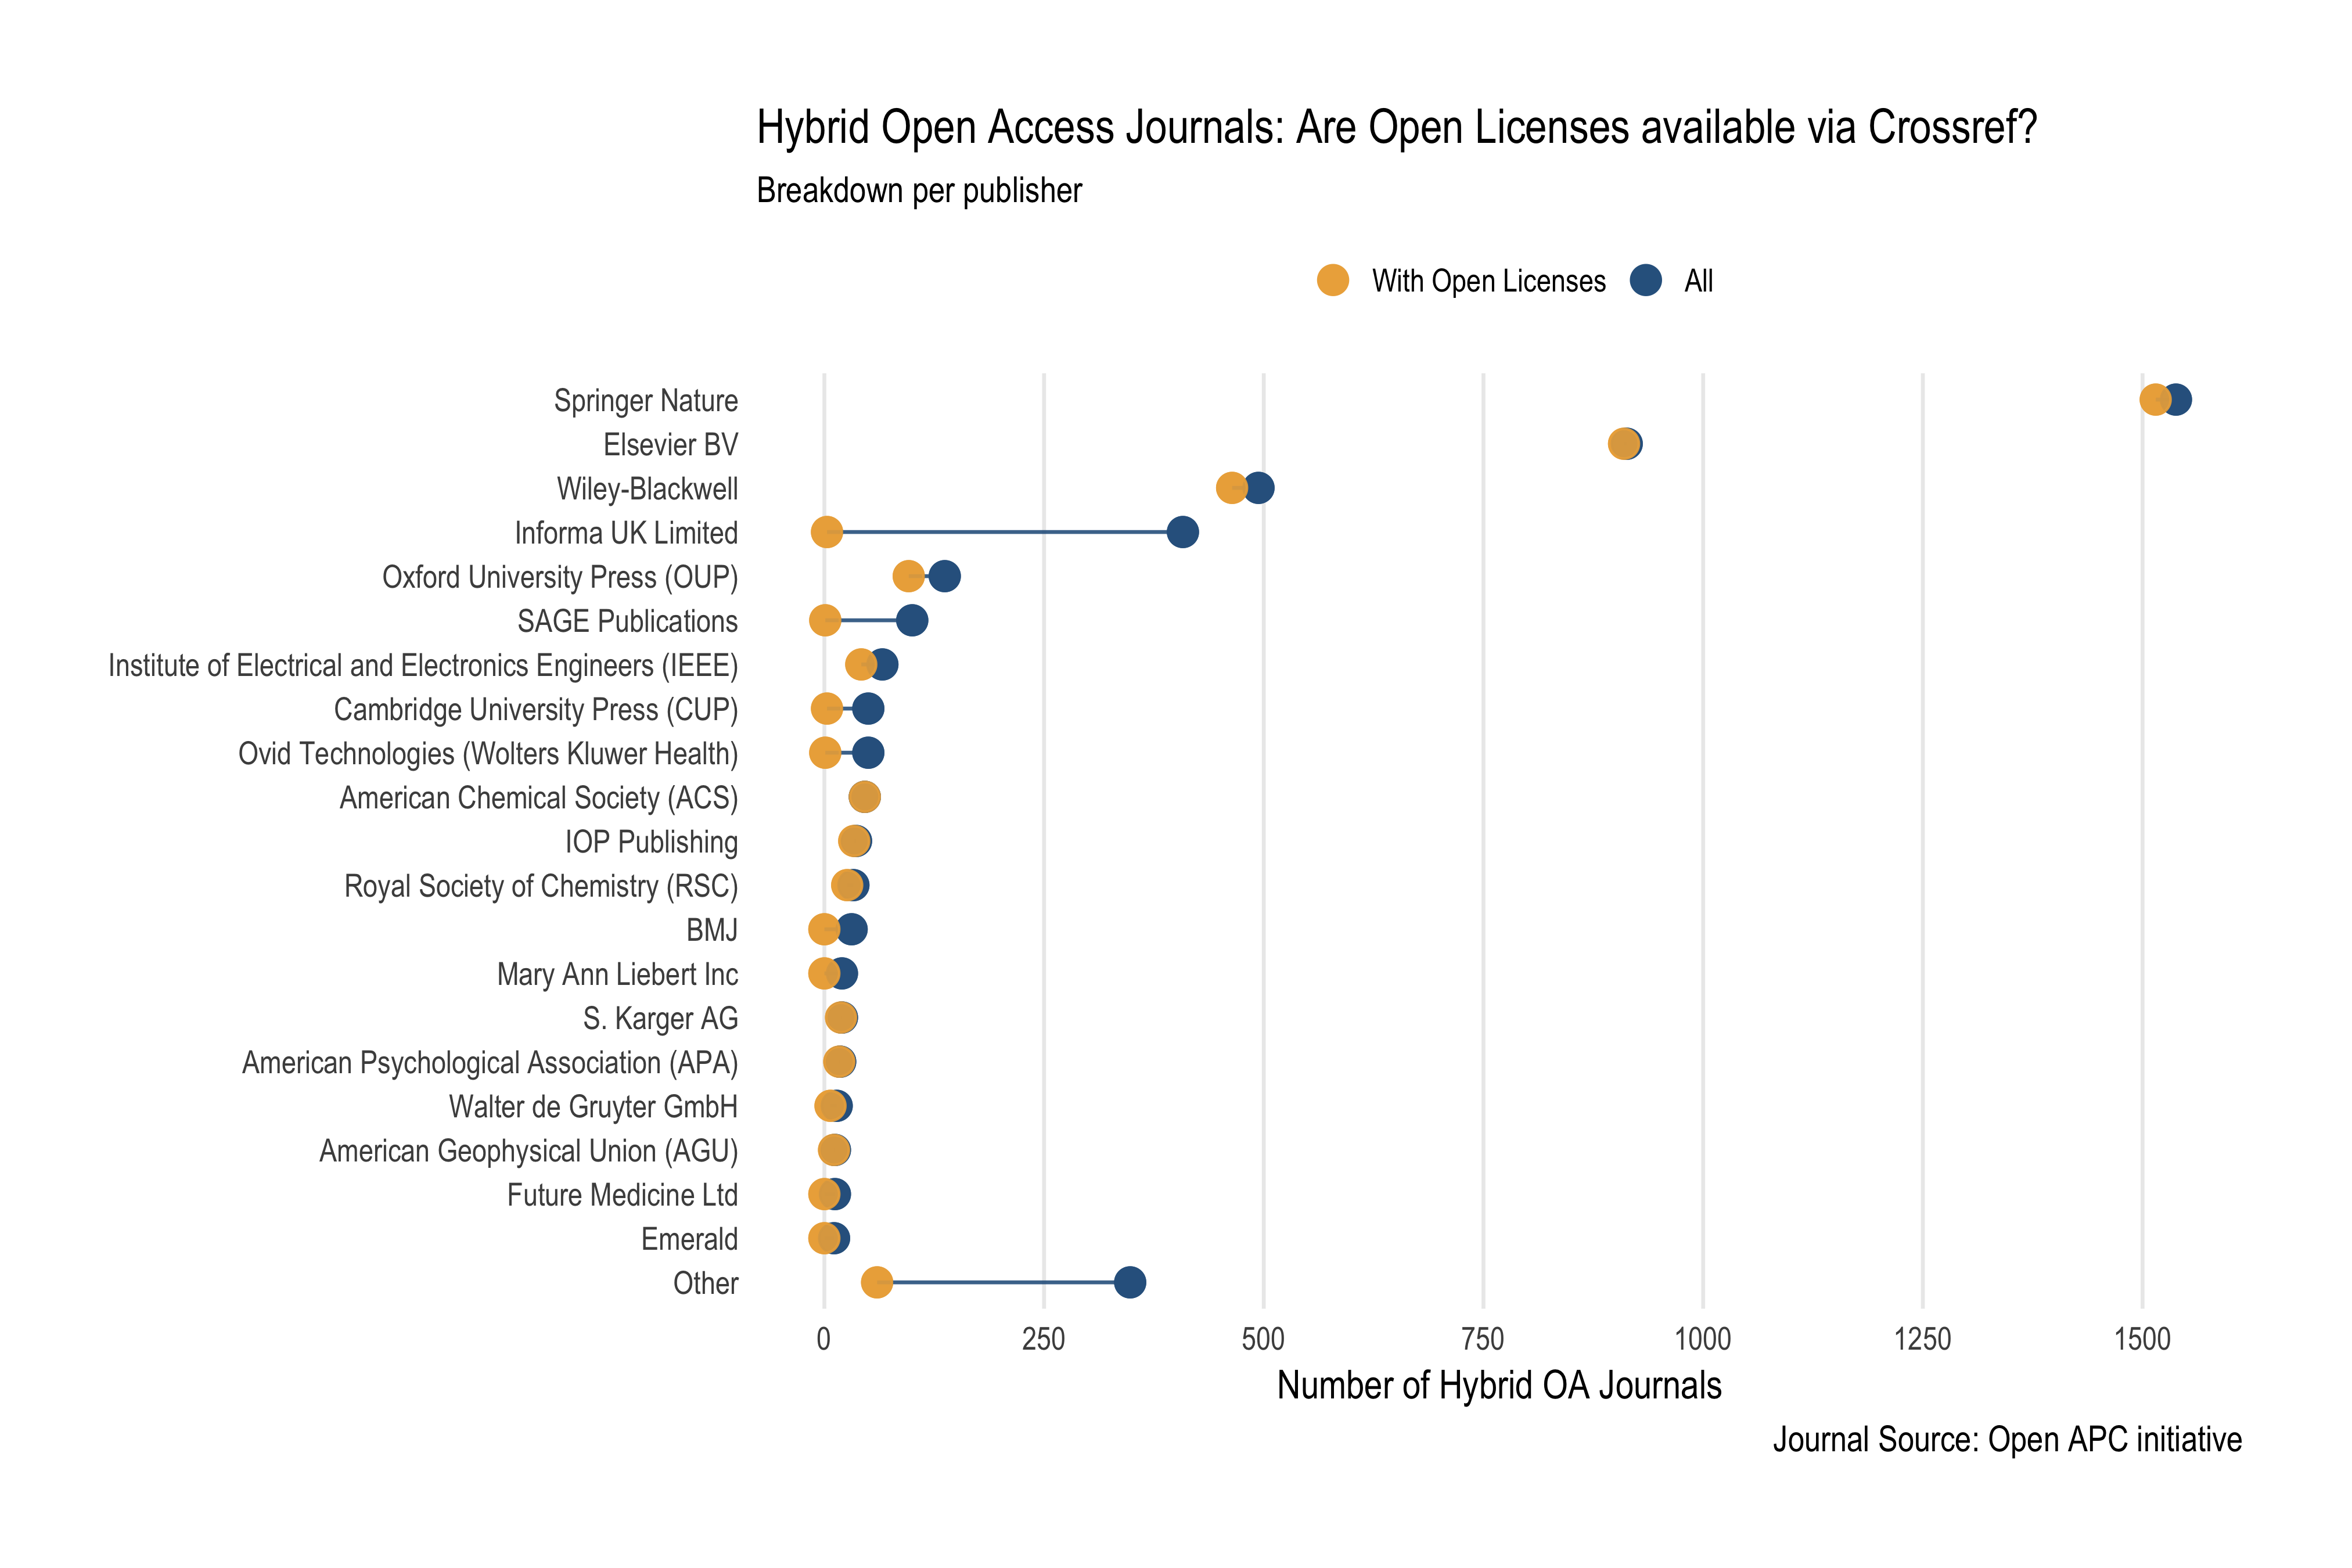 Hybrid Open Access Journals: Are Open Licenses available via Crossref?
Breakdown per publisher
With Open Licenses All
Springer Nature
Elsevier BV
Wiley-Blackwell
Informa UK Limited
Oxford University Press (OUP)
SAGE Publications
Institute of Electrical and Electronics Engineers (IEEE)
Cambridge University Press (CUP)
Ovid Technologies (Wolters Kluwer Health)
American Chemical Society (ACS)
IOP Publishing
Royal Society of Chemistry (RSC)
BMJ
Mary Ann Liebert Inc
S. Karger AG
American Psychological Association (APA)
Walter de Gruyter GmbH
American Geophysical Union (AGU)
Future Medicine Ltd
Emerald
Other
0 250 500 750 1000 1250 1500
Number of Hybrid OA Journals
Journal Source: Open APC initiative